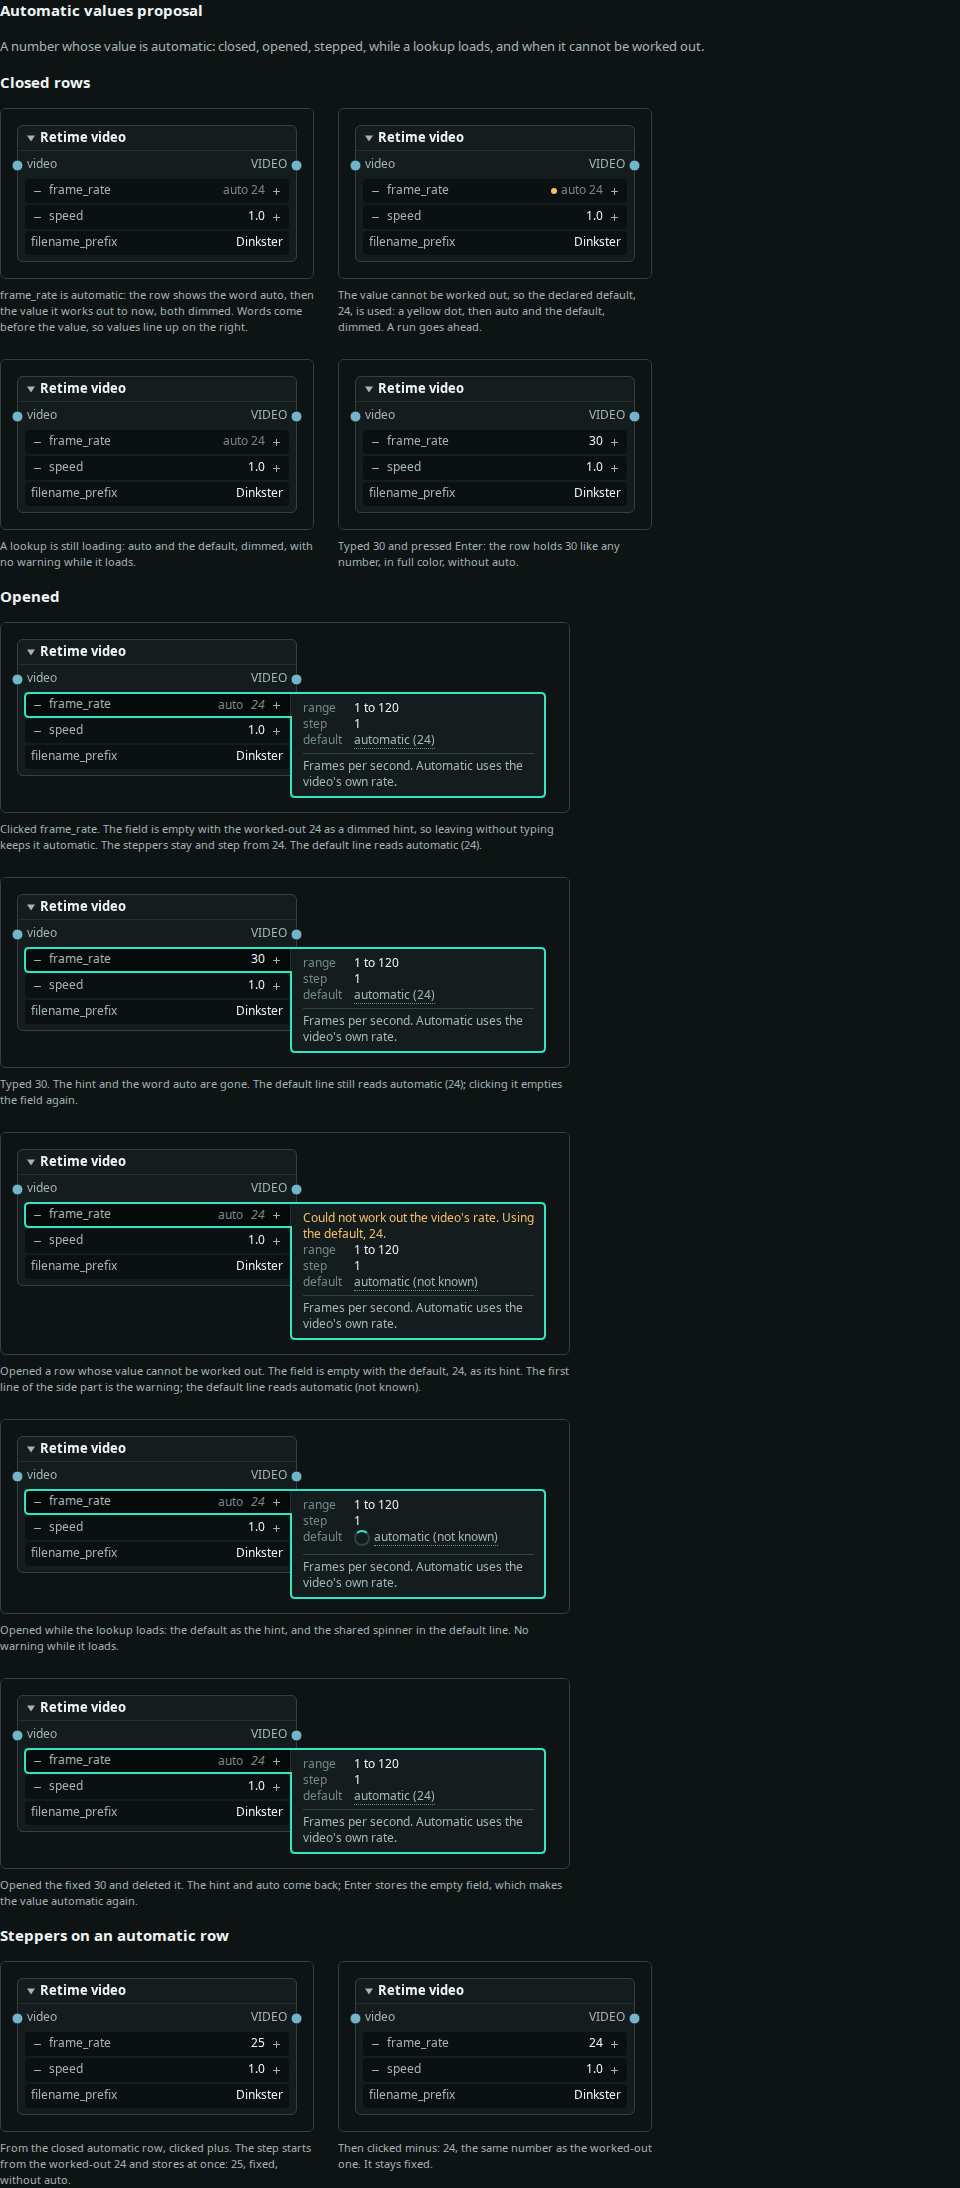 Automatic values proposal
A number whose value is automatic: closed, opened, stepped, while a lookup loads, and when it cannot be worked out.
Closed rows
Retime video
video VIDEO
− frame_rate auto 24 +
− speed 1.0 +
filename_prefix Dinkster
frame_rate is automatic: the row shows the word auto, then
the value it works out to now, both dimmed. Words come
before the value, so values line up on the right.
Retime video
video VIDEO
− frame_rate auto 24 +
− speed 1.0 +
filename_prefix Dinkster
The value cannot be worked out, so the declared default,
24, is used: a yellow dot, then auto and the default,
dimmed. A run goes ahead.
Retime video
video VIDEO
− frame_rate auto 24 +
− speed 1.0 +
filename_prefix Dinkster
A lookup is still loading: auto and the default, dimmed, with
no warning while it loads.
Retime video
video VIDEO
− frame_rate 30 +
− speed 1.0 +
filename_prefix Dinkster
Typed 30 and pressed Enter: the row holds 30 like any
number, in full color, without auto.
Opened
Retime video
video VIDEO
− frame_rate auto 24 +
− speed 1.0 +
filename_prefix Dinkster
range 1 to 120
step 1
default automatic (24)
Frames per second. Automatic uses the
video's own rate.
Clicked frame_rate. The field is empty with the worked-out 24 as a dimmed hint, so leaving without typing
keeps it automatic. The steppers stay and step from 24. The default line reads automatic (24).
Retime video
video VIDEO
− frame_rate 30 +
− speed 1.0 +
filename_prefix Dinkster
range 1 to 120
step 1
default automatic (24)
Frames per second. Automatic uses the
video's own rate.
Typed 30. The hint and the word auto are gone. The default line still reads automatic (24); clicking it empties
the field again.
Retime video
video VIDEO
− frame_rate auto 24 +
− speed 1.0 +
filename_prefix Dinkster
Could not work out the video's rate. Using
the default, 24.
range 1 to 120
step 1
default automatic (not known)
Frames per second. Automatic uses the
video's own rate.
Opened a row whose value cannot be worked out. The field is empty with the default, 24, as its hint. The first
line of the side part is the warning; the default line reads automatic (not known).
Retime video
video VIDEO
− frame_rate auto 24 +
− speed 1.0 +
filename_prefix Dinkster
range 1 to 120
step 1
default automatic (not known)
Frames per second. Automatic uses the
video's own rate.
Opened while the lookup loads: the default as the hint, and the shared spinner in the default line. No
warning while it loads.
Retime video
video VIDEO
− frame_rate auto 24 +
− speed 1.0 +
filename_prefix Dinkster
range 1 to 120
step 1
default automatic (24)
Frames per second. Automatic uses the
video's own rate.
Opened the fixed 30 and deleted it. The hint and auto come back; Enter stores the empty field, which makes
the value automatic again.
Steppers on an automatic row
Retime video
video VIDEO
− frame_rate 25 +
− speed 1.0 +
filename_prefix Dinkster
From the closed automatic row, clicked plus. The step starts
from the worked-out 24 and stores at once: 25, fixed,
without auto.
Retime video
video VIDEO
− frame_rate 24 +
− speed 1.0 +
filename_prefix Dinkster
Then clicked minus: 24, the same number as the worked-out
one. It stays fixed.